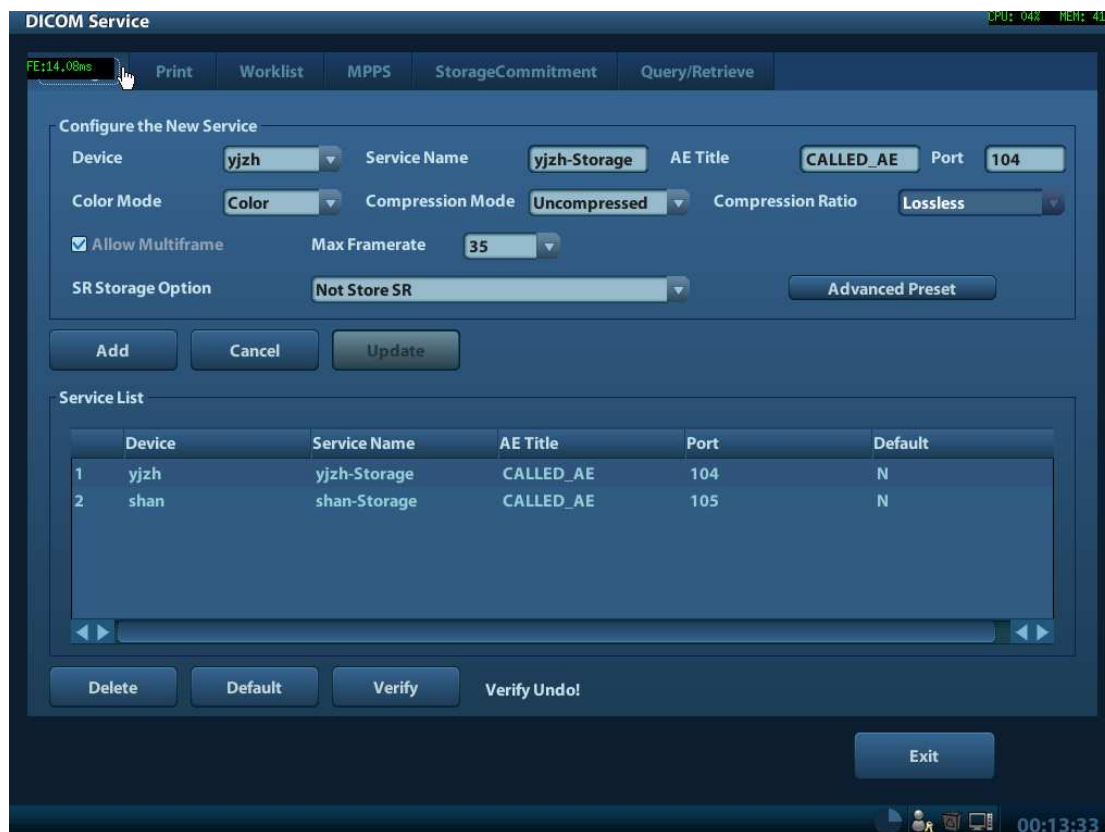 DICOM Service
CPU: 04% MEM: 41
FE:14.08ms
Print Worklist MPPS StorageCommitment Query/Retrieve
Configure the New Service
Device yjzh Service Name yjzh-Storage AE Title CALLED_AE Port 104
Color Mode Color Compression Mode Uncompressed Compression Ratio Lossless
Allow Multiframe Max Framerate 35
SR Storage Option Not Store SR Advanced Preset
Add Cancel Update
Service List
Device Service Name AE Title Port Default
1 yjzh yjzh-Storage CALLED_AE 104 N
2 shan shan-Storage CALLED_AE 105 N
Delete Default Verify Verify Undo!
Exit
00:13:33